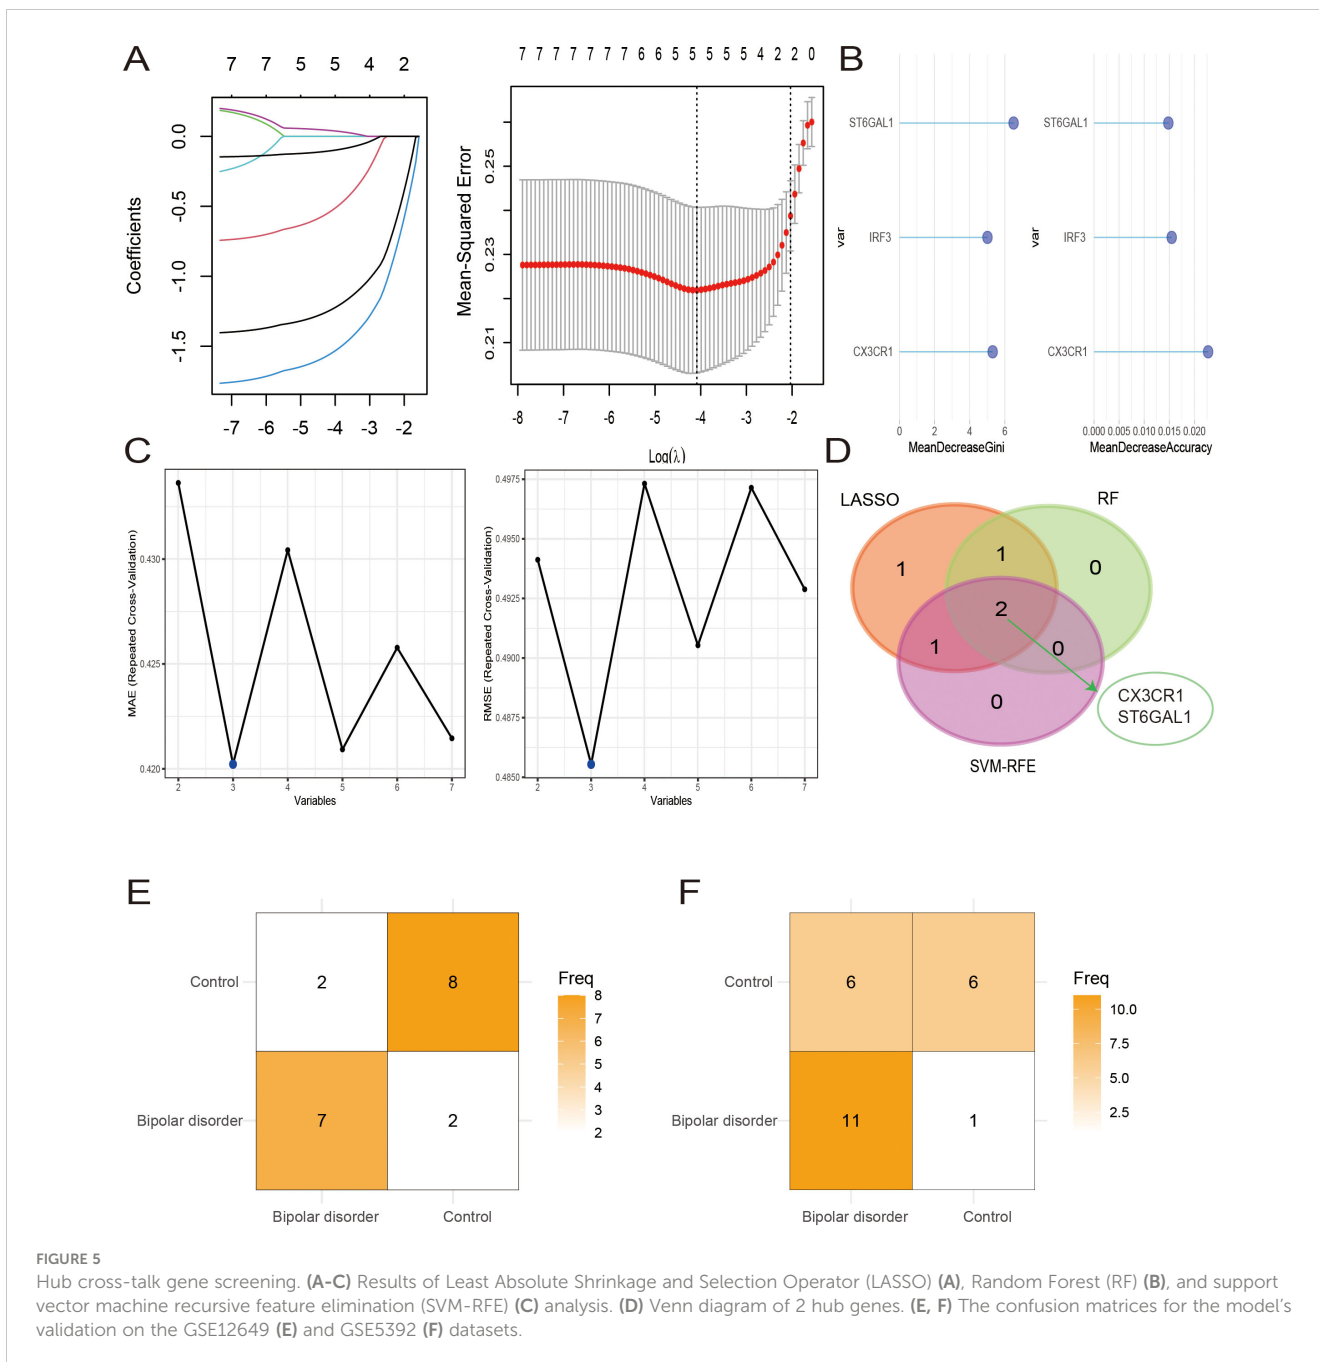 A
7 7 5 5 4 2
Coefficients
0.0
-0.5
-1.0
-1.5
-7 -6 -5 -4 -3 -2
7 7 7 7 7 7 7 6 6 5 5 5 5 5 4 2 2 0
Mean-Squared Error
0.25
0.23
0.21
-8 -7 -6 -5 -4 -3 -2
Log(λ)
B
var
ST6GAL1
IRF3
CX3CR1
0 2 4 6
MeanDecreaseGini
var
ST6GAL1
IRF3
CX3CR1
0.000 0.005 0.010 0.015 0.020
MeanDecreaseAccuracy
C
MAE (Repeated Cross-Validation)
0.430
0.425
0.420
2 3 4 5 6 7
Variables
RMSE (Repeated Cross-Validation)
0.4975
0.4950
0.4925
0.4900
0.4875
0.4850
2 3 4 5 6 7
Variables
D
LASSO
RF
1
1
0
2
1
0
0
CX3CR1
ST6GAL1
SVM-RFE
E
Control
2 8
Bipolar disorder
7 2
Bipolar disorder Control
Freq
8
7
6
5
4
3
2
F
Control
6 6
Bipolar disorder
11 1
Bipolar disorder Control
Freq
10.0
7.5
5.0
2.5
FIGURE 5
Hub cross-talk gene screening. (A-C) Results of Least Absolute Shrinkage and Selection Operator (LASSO) (A), Random Forest (RF) (B), and support
vector machine recursive feature elimination (SVM-RFE) (C) analysis. (D) Venn diagram of 2 hub genes. (E, F) The confusion matrices for the model's
validation on the GSE12649 (E) and GSE5392 (F) datasets.